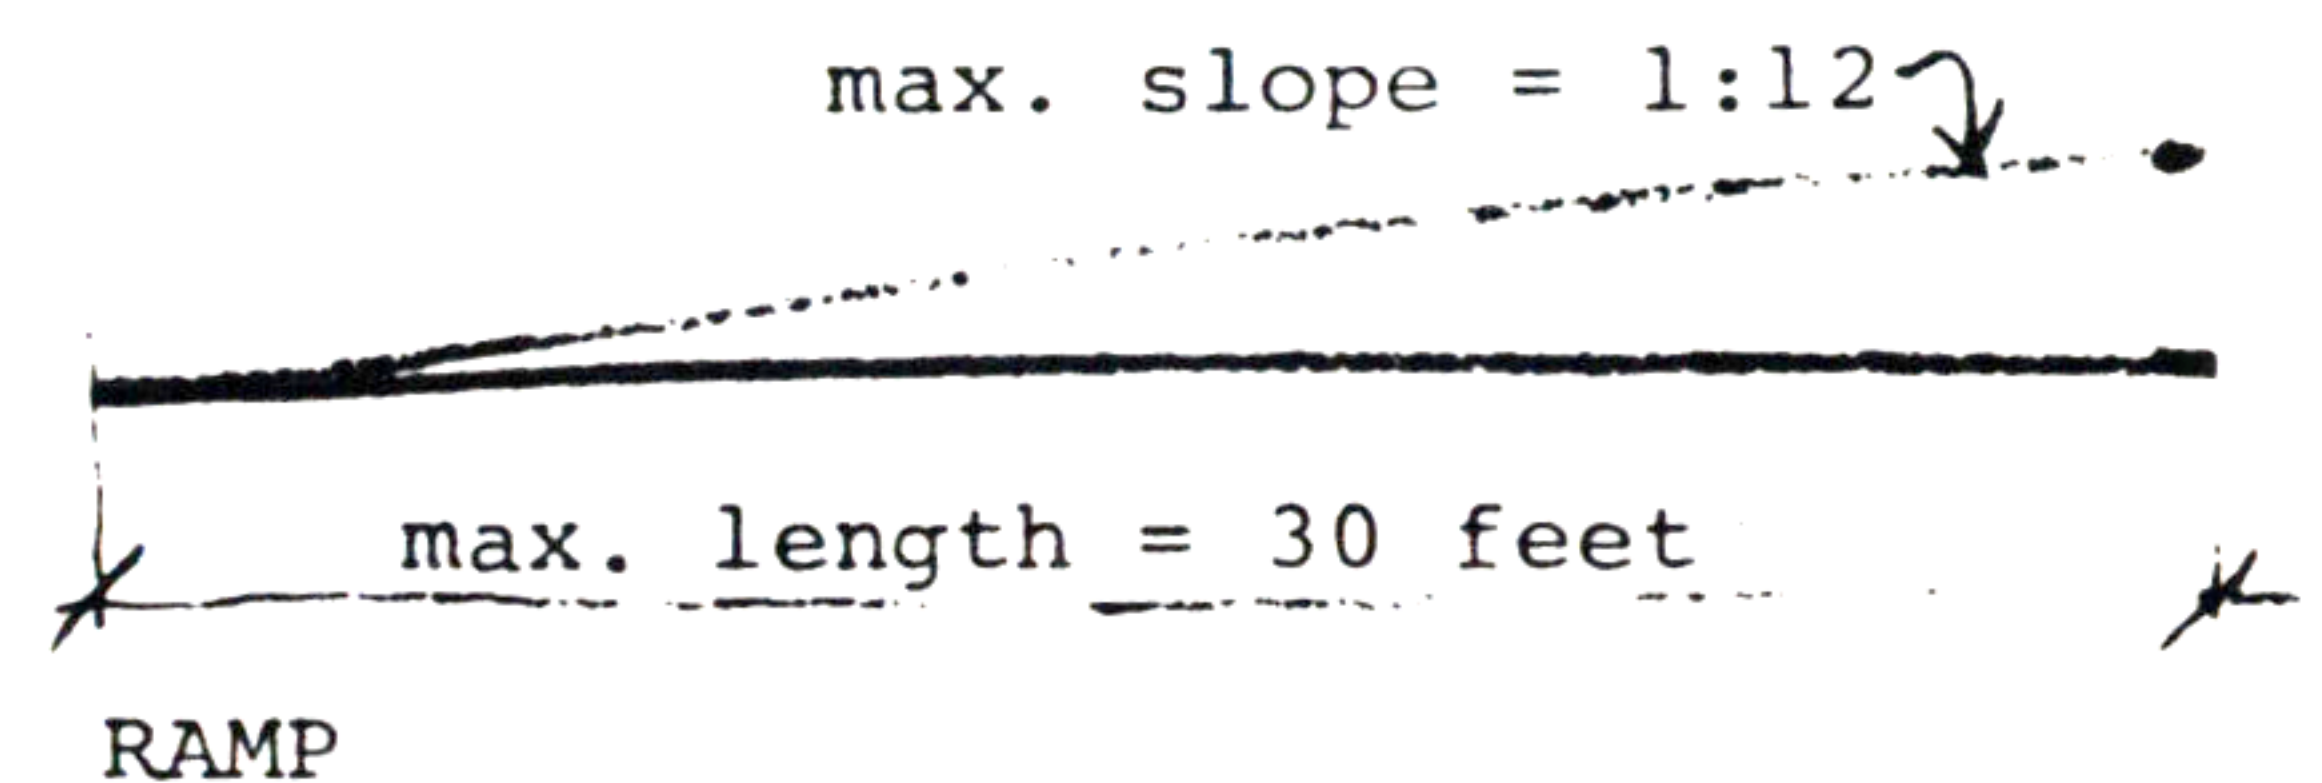 max. slope = 1:12
max. length = 30 feet
RAMP